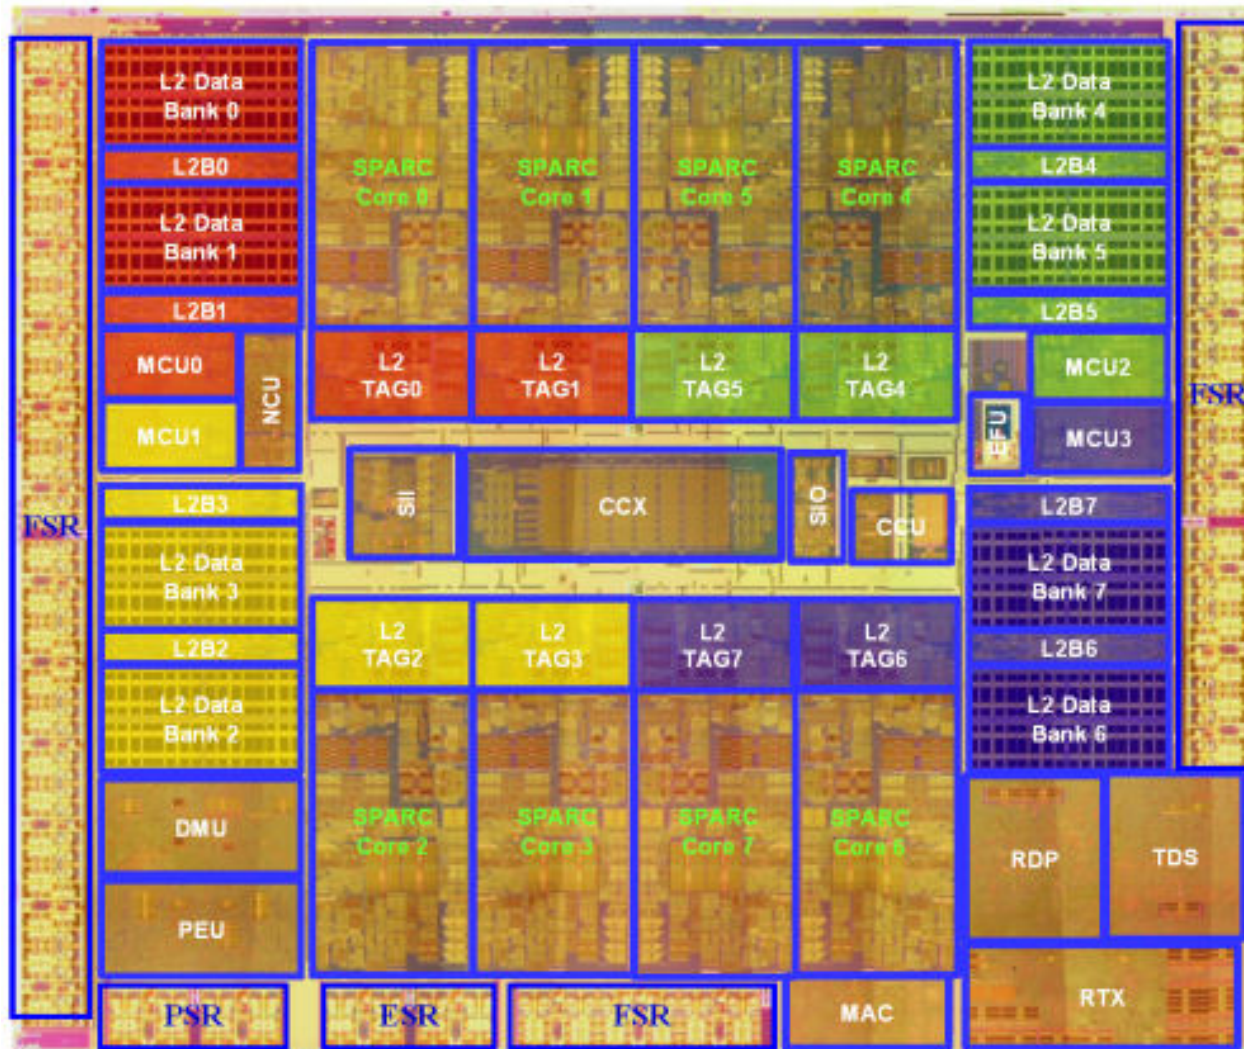 L2 Data
Bank 0
L2B0
L2 Data
Bank 1
L2B1
MCU0
MCU1
NCU
FSR
L2B3
L2 Data
Bank 3
L2B2
L2 Data
Bank 2
DMU
PEU
PSR
SPARC
Core 0
SPARC
Core 1
SPARC
Core 5
SPARC
Core 4
L2
TAG0
L2
TAG1
L2
TAG5
L2
TAG4
SII
CCX
SIO
CCU
L2
TAG2
L2
TAG3
L2
TAG7
L2
TAG6
SPARC
Core 2
SPARC
Core 3
SPARC
Core 7
SPARC
Core 6
ESR
FSR
MAC
L2 Data
Bank 4
L2B4
L2 Data
Bank 5
L2B5
MCU2
EFU
MCU3
FSR
L2B7
L2 Data
Bank 7
L2B6
L2 Data
Bank 6
RDP
TDS
RTX